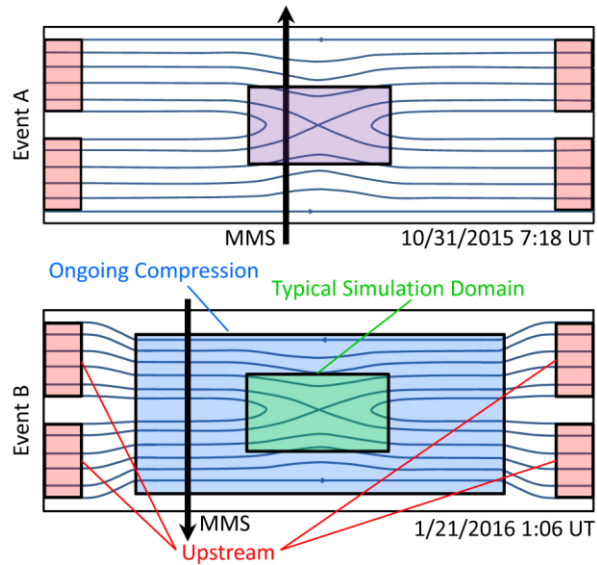 Event A
MMS
10/31/2015 7:18 UT
Ongoing Compression
Typical Simulation Domain
Event B
MMS
1/21/2016 1:06 UT
Upstream